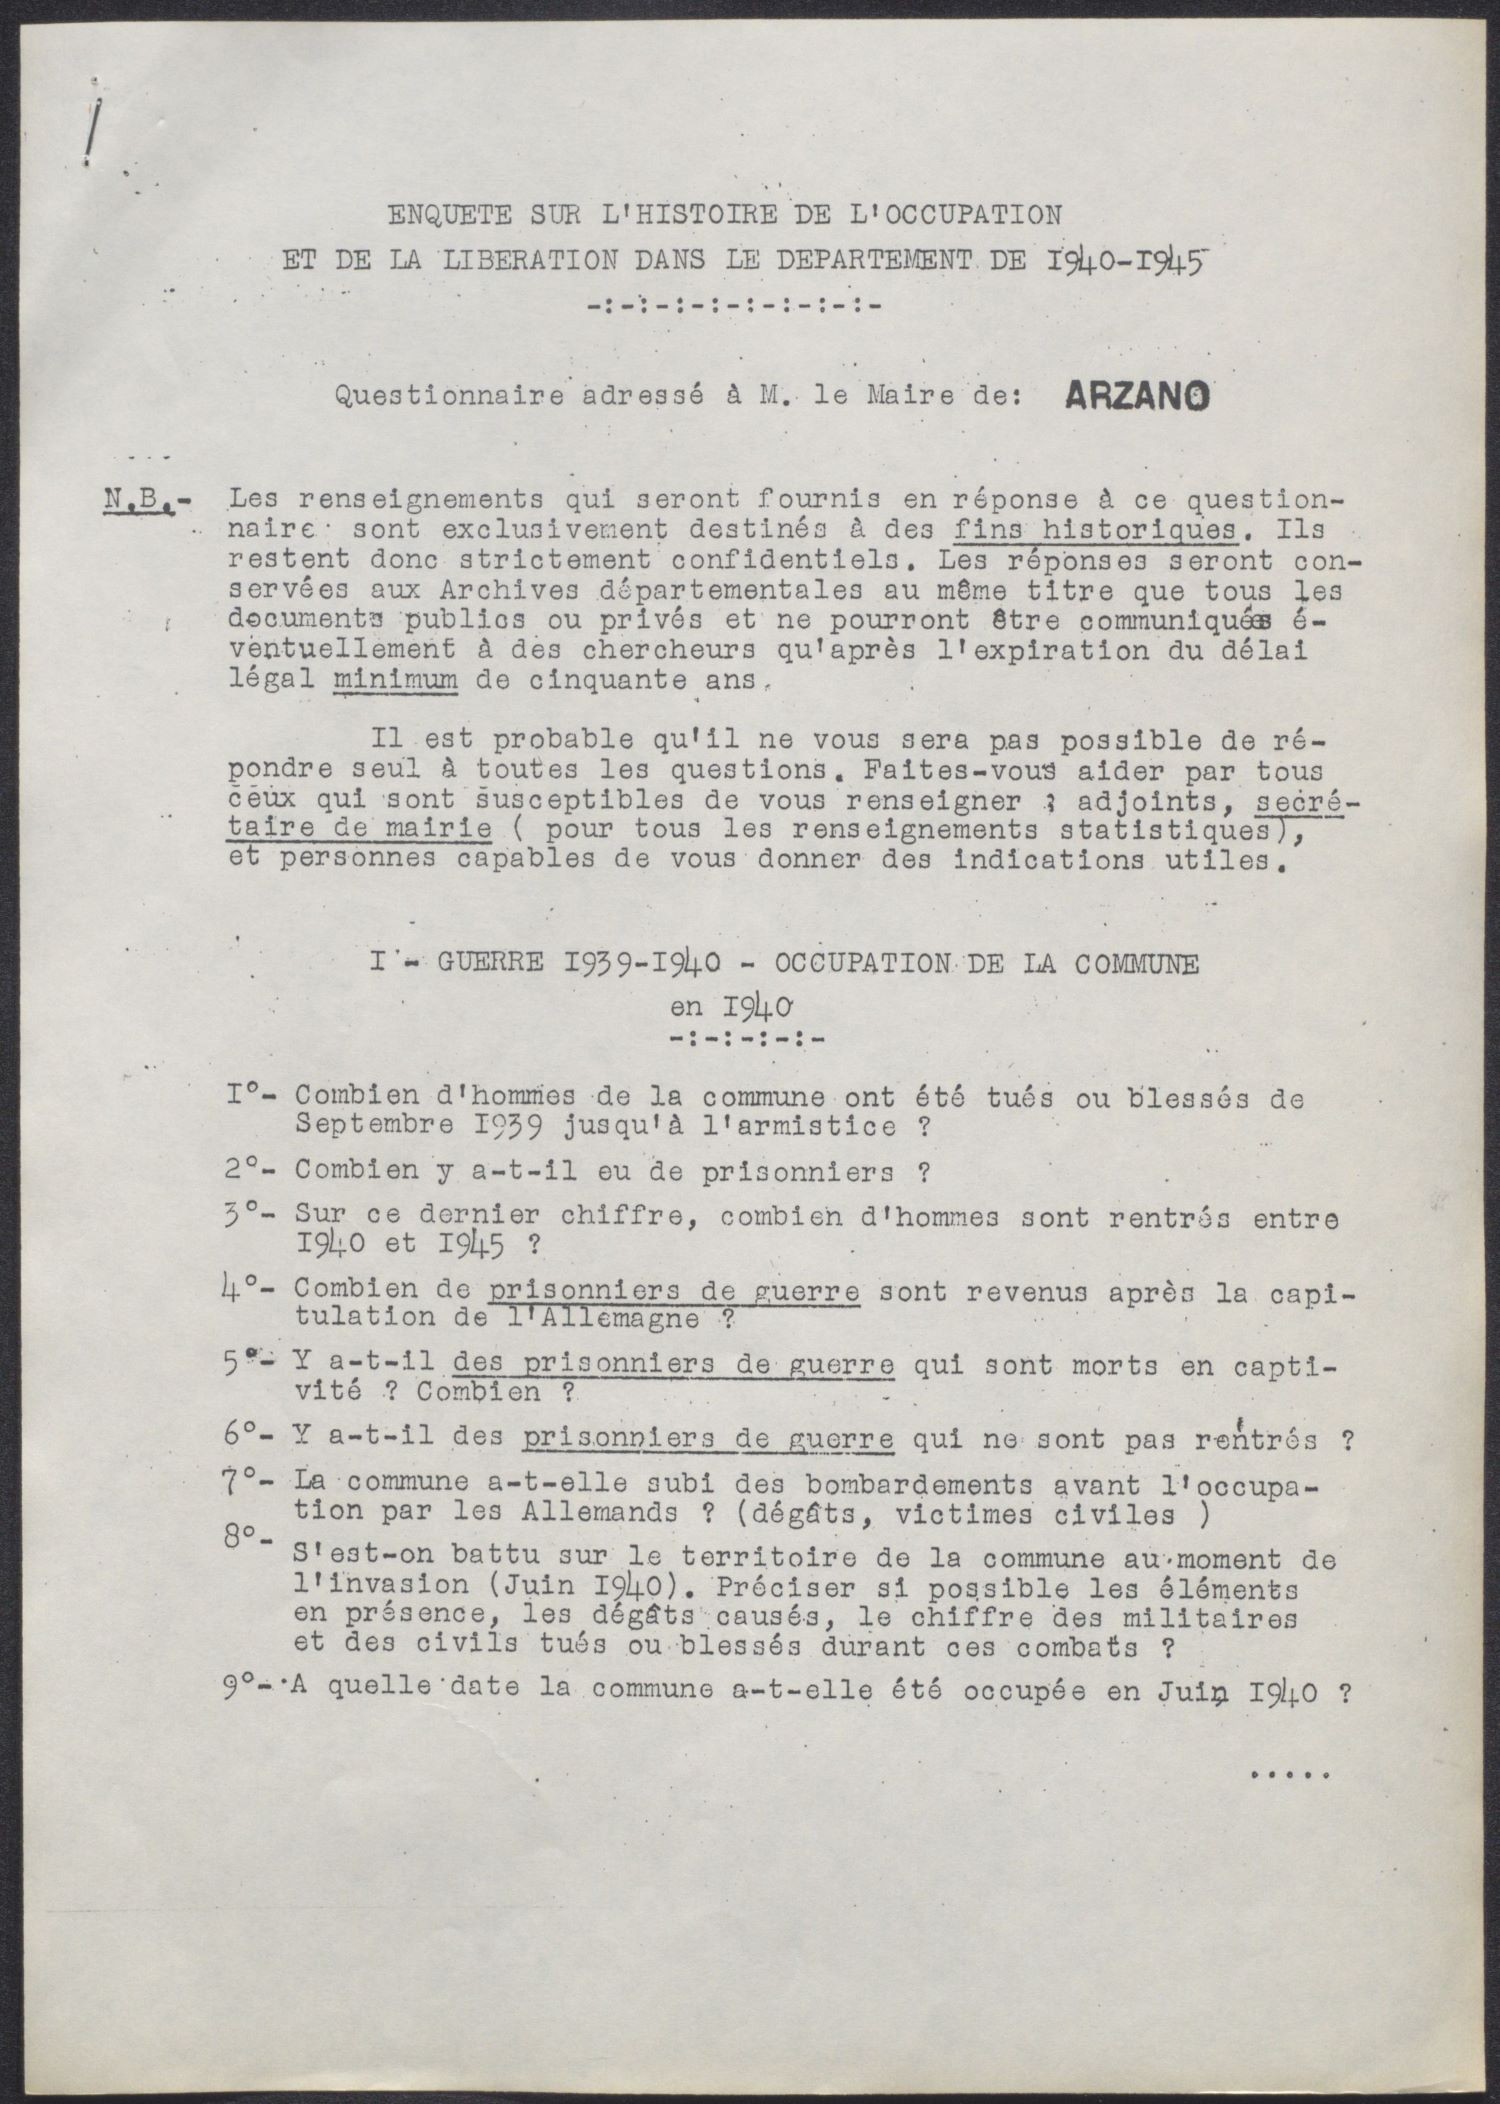 ENQUETE SUR L'HISTOIRE DE L'OCCUPATION
ET DE LA LIBERATION DANS LE DEPARTEMENT DE 1940-1945
-:-:-:-:-:-:-:-:-
Questionnaire adressé à M. le Maire de: ARZANO
N.B.- Les renseignements qui seront fournis en réponse à ce question-
naire sont exclusivement destinés à des fins historiques. Ils
restent donc strictement confidentiels. Les réponses seront con-
servées aux Archives départementales au même titre que tous les
documents publics ou privés et ne pourront être communiqués é-
ventuellement à des chercheurs qu'après l'expiration du délai
légal minimum de cinquante ans.
Il est probable qu'il ne vous sera pas possible de ré-
pondre seul à toutes les questions. Faites-vous aider par tous
ceux qui sont susceptibles de vous renseigner ; adjoints, secré-
taire de mairie ( pour tous les renseignements statistiques),
et personnes capables de vous donner des indications utiles.
I - GUERRE 1939-1940 - OCCUPATION DE LA COMMUNE
en 1940
-:-:-:-:-
1°- Combien d'hommes de la commune ont été tués ou blessés de
Septembre 1939 jusqu'à l'armistice ?
2°- Combien y a-t-il eu de prisonniers ?
3°- Sur ce dernier chiffre, combien d'hommes sont rentrés entre
1940 et 1945 ?
4°- Combien de prisonniers de guerre sont revenus après la capi-
tulation de l'Allemagne ?
5°- Y a-t-il des prisonniers de guerre qui sont morts en capti-
vité ? Combien ?
6°- Y a-t-il des prisonniers de guerre qui ne sont pas rentrés ?
7°- La commune a-t-elle subi des bombardements avant l'occupa-
tion par les Allemands ? (dégâts, victimes civiles )
8°-
S'est-on battu sur le territoire de la commune au moment de
l'invasion (Juin 1940). Préciser si possible les éléments
en présence, les dégâts causés, le chiffre des militaires
et des civils tués ou blessés durant ces combats ?
9°- A quelle date la commune a-t-elle été occupée en Juin 1940 ?
.....